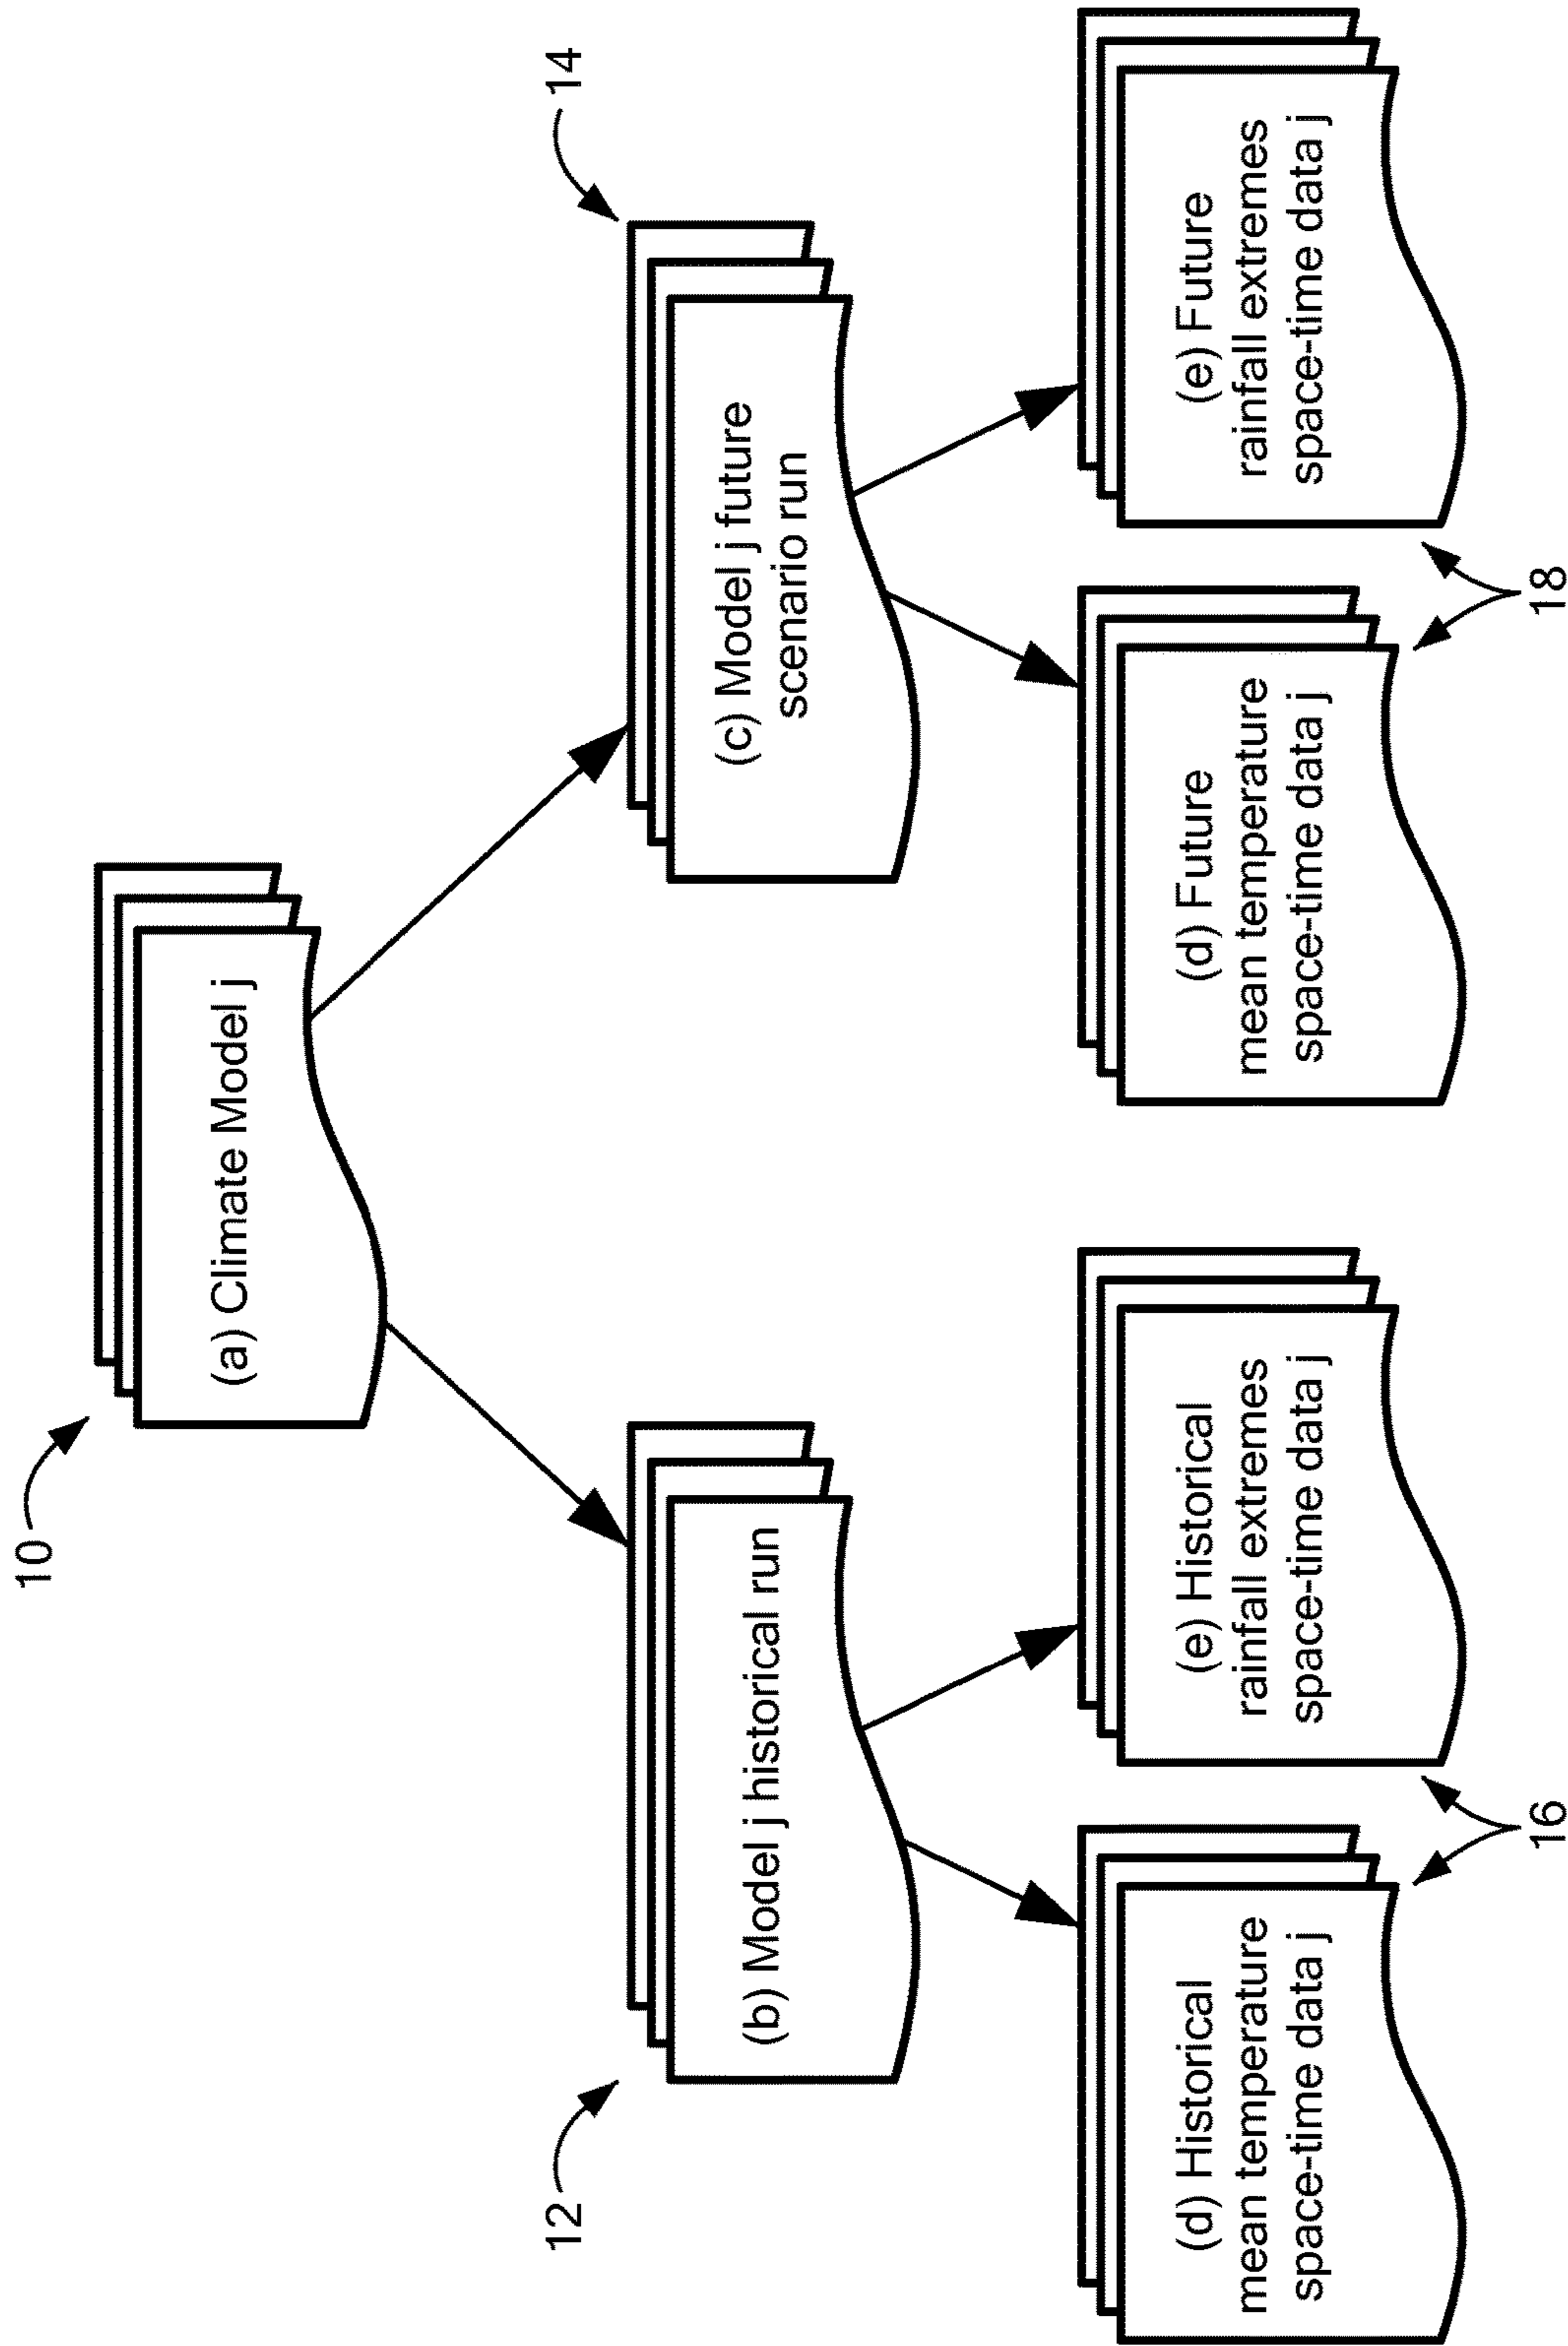 10
(a) Climate Model j
12
(b) Model j historical run
14
(c) Model j future
scenario run
(d) Historical
mean temperature
space-time data j
(e) Historical
rainfall extremes
space-time data j
16
(d) Future
mean temperature
space-time data j
(e) Future
rainfall extremes
space-time data j
18